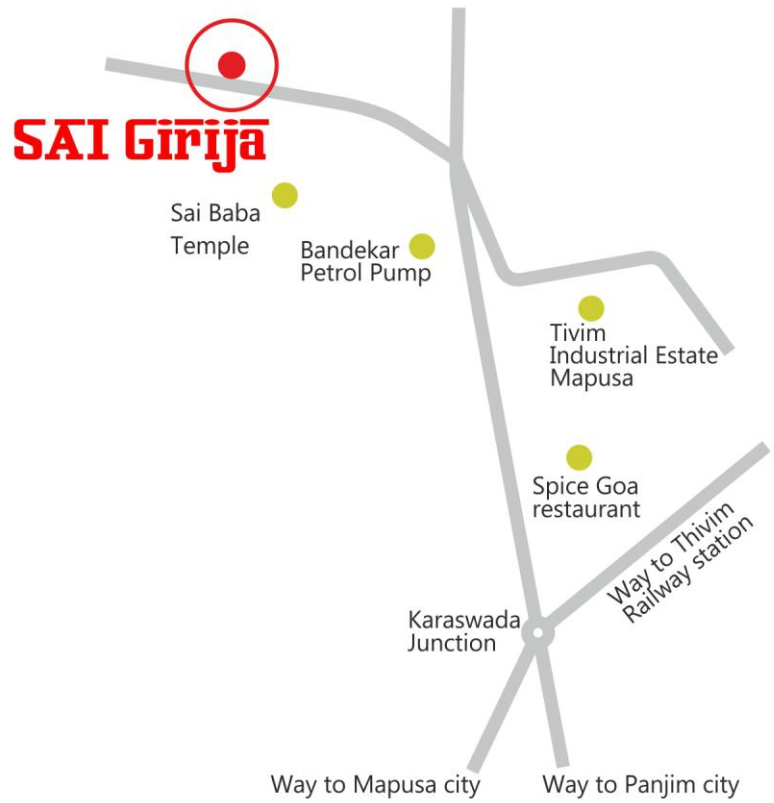 SAI Girija
Sai Baba
Temple
Bandekar
Petrol Pump
Tivim
Industrial Estate
Mapusa
Spice Goa
restaurant
Way to Thivim
Railway station
Karaswada
Junction
Way to Mapusa city
Way to Panjim city